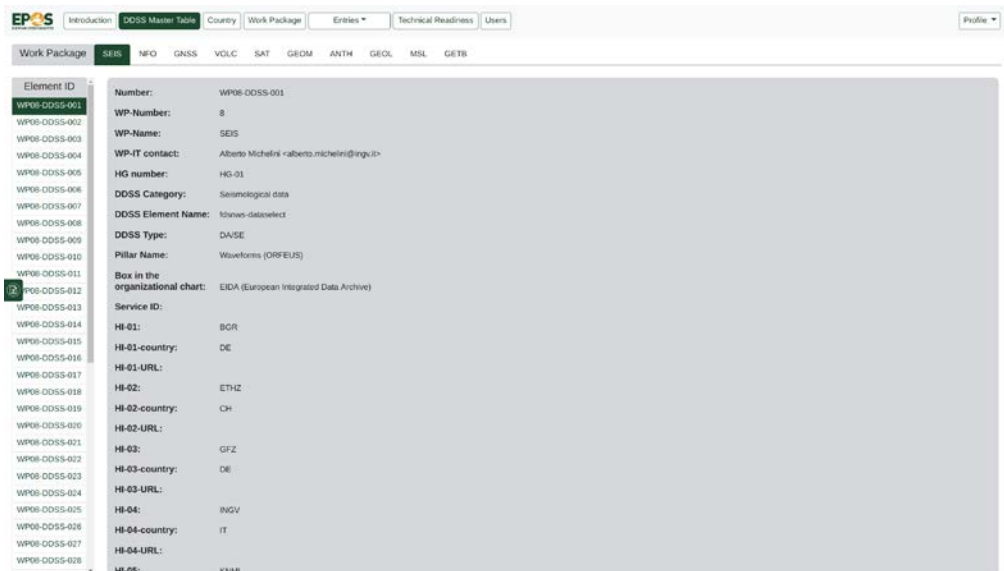 EPOS
Introduction DDSS Master Table Country Work Package Entries Technical Readiness Users Profile
Work Package SEIS NFO GNSS VOLC SAT GEOM ANTH GEOL MSL GETB
Element ID
WP08-DDSS-001
WP08-DDSS-002
WP08-DDSS-003
WP08-DDSS-004
WP08-DDSS-005
WP08-DDSS-006
WP08-DDSS-007
WP08-DDSS-008
WP08-DDSS-009
WP08-DDSS-010
WP08-DDSS-011
WP08-DDSS-012
WP08-DDSS-013
WP08-DDSS-014
WP08-DDSS-015
WP08-DDSS-016
WP08-DDSS-017
WP08-DDSS-018
WP08-DDSS-019
WP08-DDSS-020
WP08-DDSS-021
WP08-DDSS-022
WP08-DDSS-023
WP08-DDSS-024
WP08-DDSS-025
WP08-DDSS-026
WP08-DDSS-027
WP08-DDSS-028
Number: WP08-DDSS-001
WP-Number: 8
WP-Name: SEIS
WP-IT contact: Alberto Michelini <alberto.michelini@ingv.it>
HG number: HG-01
DDSS Category: Seismological data
DDSS Element Name: fdsnws-dataselect
DDSS Type: DA/SE
Pillar Name: Waveforms (ORFEUS)
Box in the
organizational chart: EIDA (European Integrated Data Archive)
Service ID:
HI-01: BGR
HI-01-country: DE
HI-01-URL:
HI-02: ETHZ
HI-02-country: CH
HI-02-URL:
HI-03: GFZ
HI-03-country: DE
HI-03-URL:
HI-04: INGV
HI-04-country: IT
HI-04-URL:
HI-05: